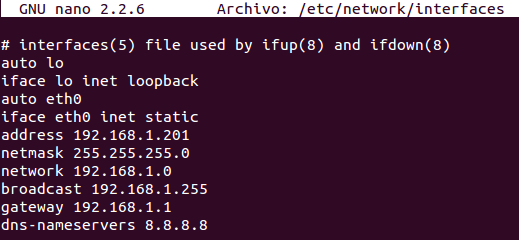 GNU nano 2.2.6 Archivo: /etc/network/interfaces
# interfaces(5) file used by ifup(8) and ifdown(8)
auto lo
iface lo inet loopback
auto eth0
iface eth0 inet static
address 192.168.1.201
netmask 255.255.255.0
network 192.168.1.0
broadcast 192.168.1.255
gateway 192.168.1.1
dns-nameservers 8.8.8.8